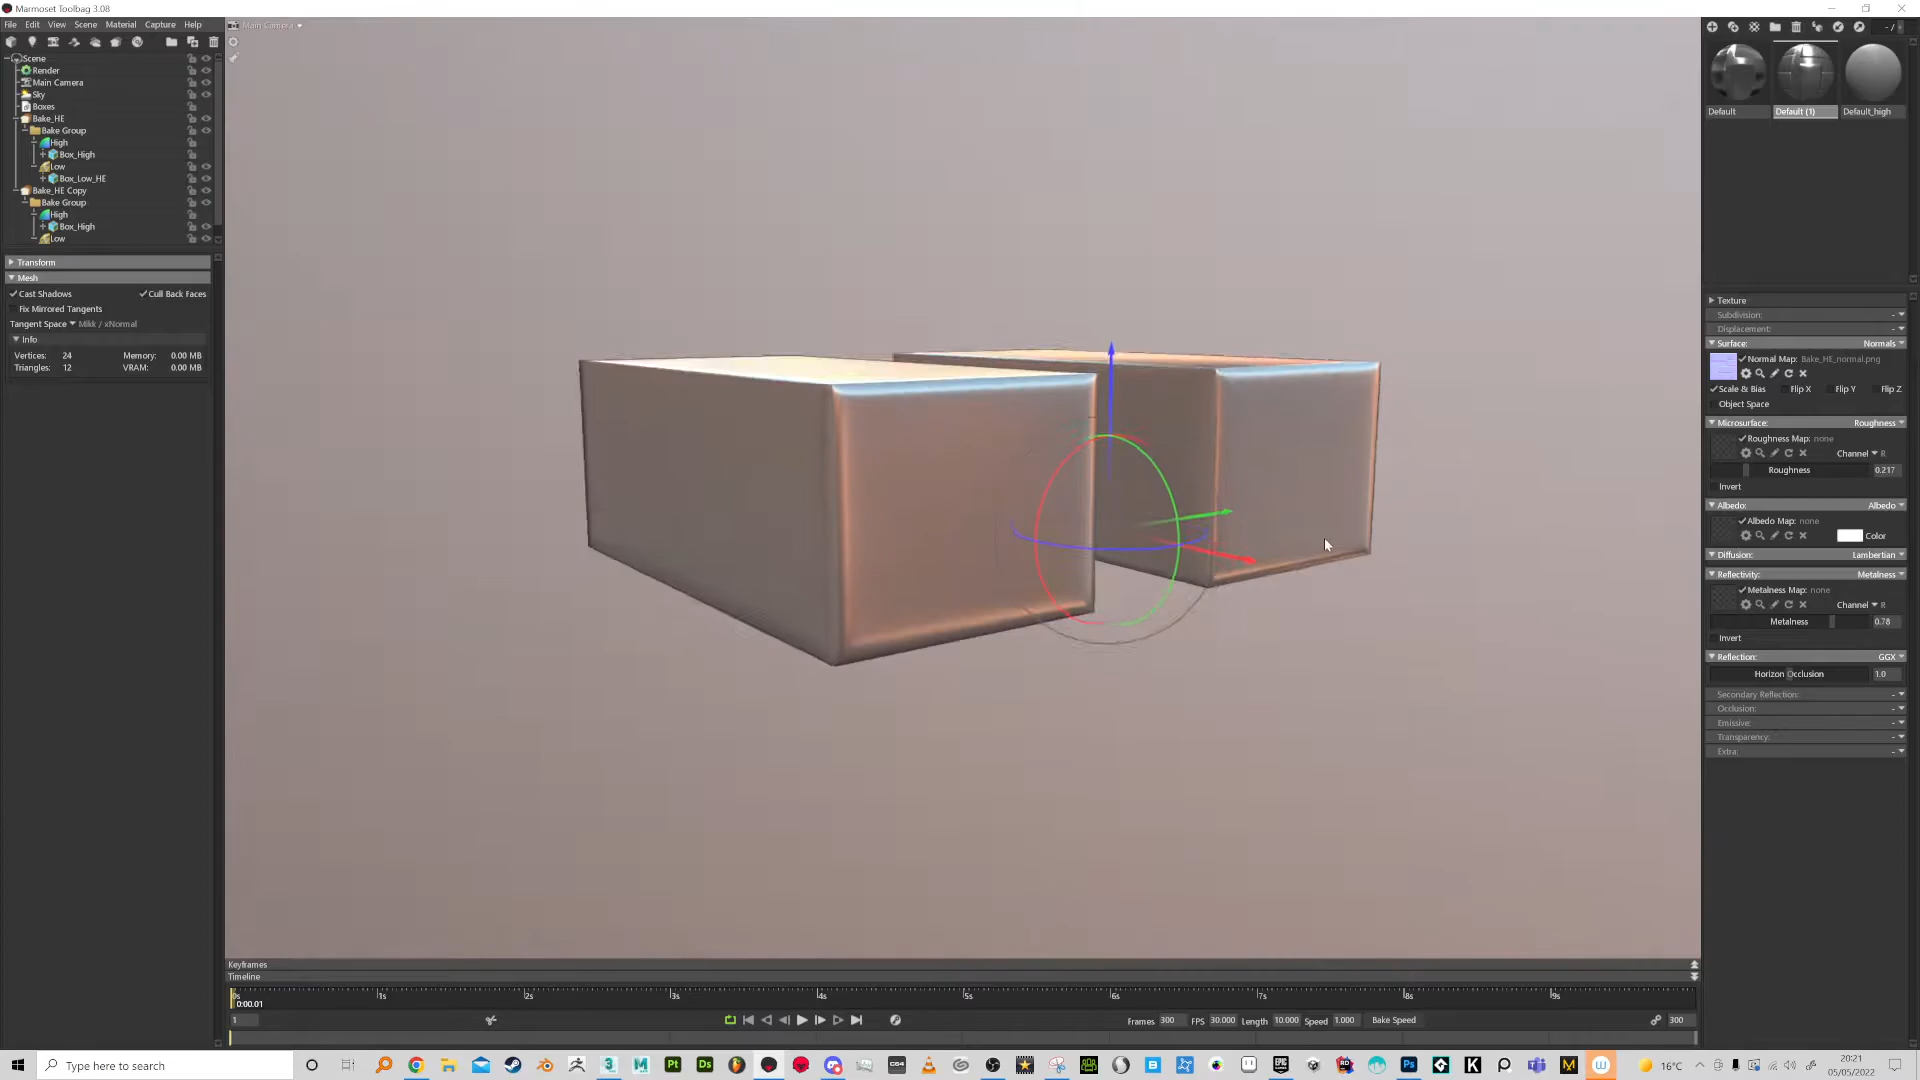 Marmoset Toolbag 3.08
File Edit View Scene Material Capture Help
Main Camera
Scene
Render
Main Camera
Sky
Boxes
Bake_HE
Bake Group
High
Box_High
Low
Box_Low_HE
Bake_HE Copy
Bake Group
High
Box_High
Low
Transform
Mesh
Cast Shadows Cull Back Faces
Fix Mirrored Tangents
Tangent Space Mikk / xNormal
Info
Vertices: 24 Memory: 0.00 MB
Triangles: 12 VRAM: 0.00 MB
Default Default (1) Default_high
Texture
Subdivision:
Displacement:
Surface: Normals
Normal Map: Bake_HE_normal.png
Scale & Bias Flip X Flip Y Flip Z
Object Space
Microsurface: Roughness
Roughness Map: none
Channel R
Roughness 0.217
Invert
Albedo: Albedo
Albedo Map: none
Color
Diffusion: Lambertian
Reflectivity: Metalness
Metalness Map: none
Channel R
Metalness 0.78
Invert
Reflection: GGX
Horizon Occlusion 1.0
Secondary Reflection:
Occlusion:
Emissive:
Transparency:
Extra:
Keyframes
Timeline
0s 1s 2s 3s 4s 5s 6s 7s 8s 9s
0:00.01
1 Frames 300 FPS 30.000 Length 10.000 Speed 1.000 Bake Speed 300
Type here to search
16°C
20:21
05/05/2022